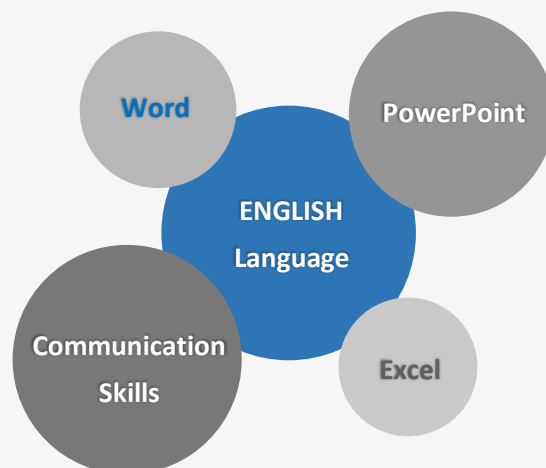 Word
PowerPoint
ENGLISH
Language
Communication
Skills
Excel